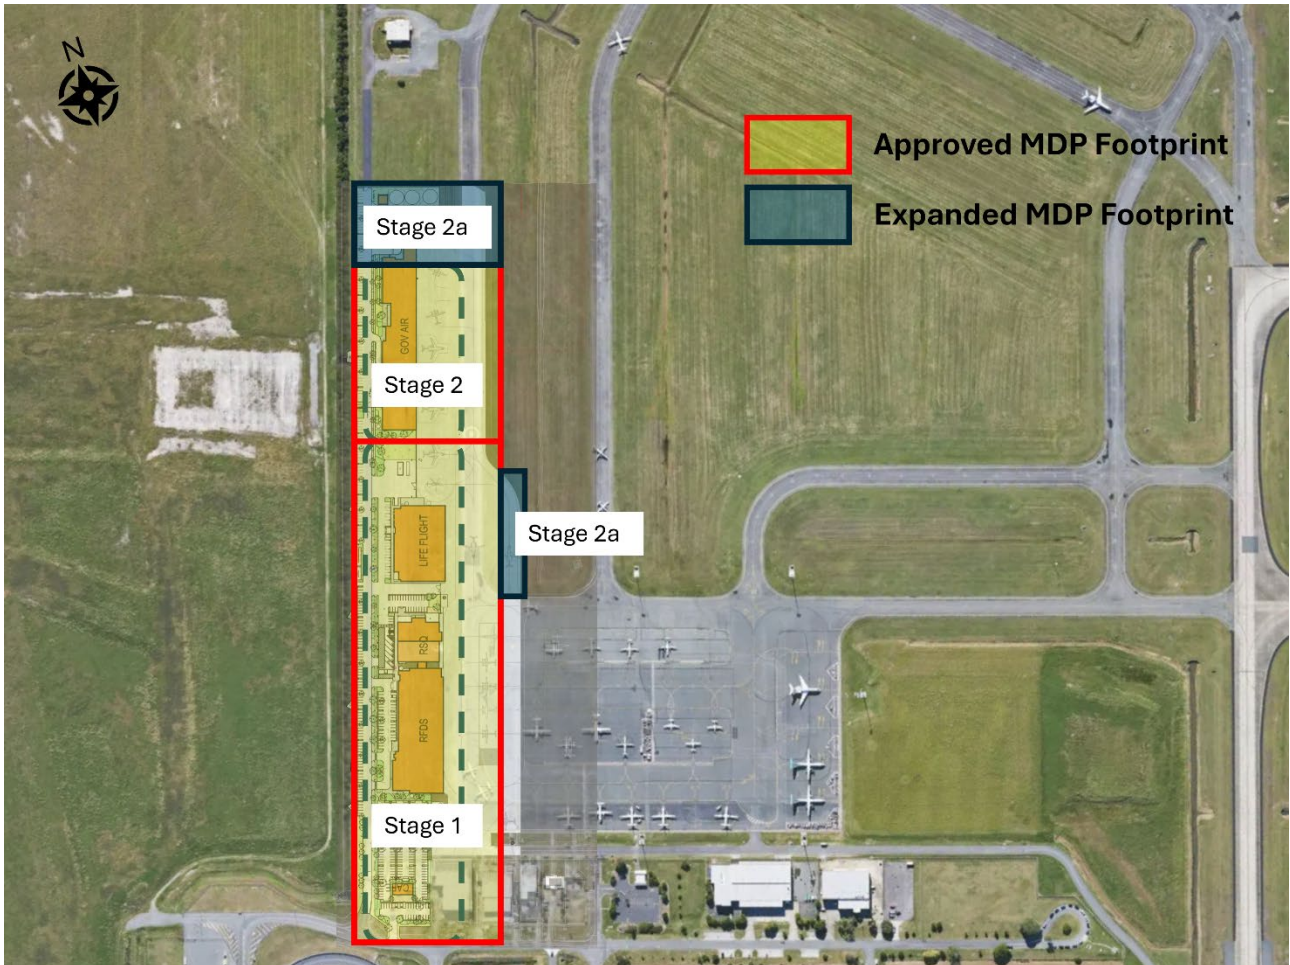 N
Approved MDP Footprint
Expanded MDP Footprint
Stage 2a
GOV AIR
Stage 2
Stage 2a
LIFE FLIGHT
RSQ
RFDS
Stage 1